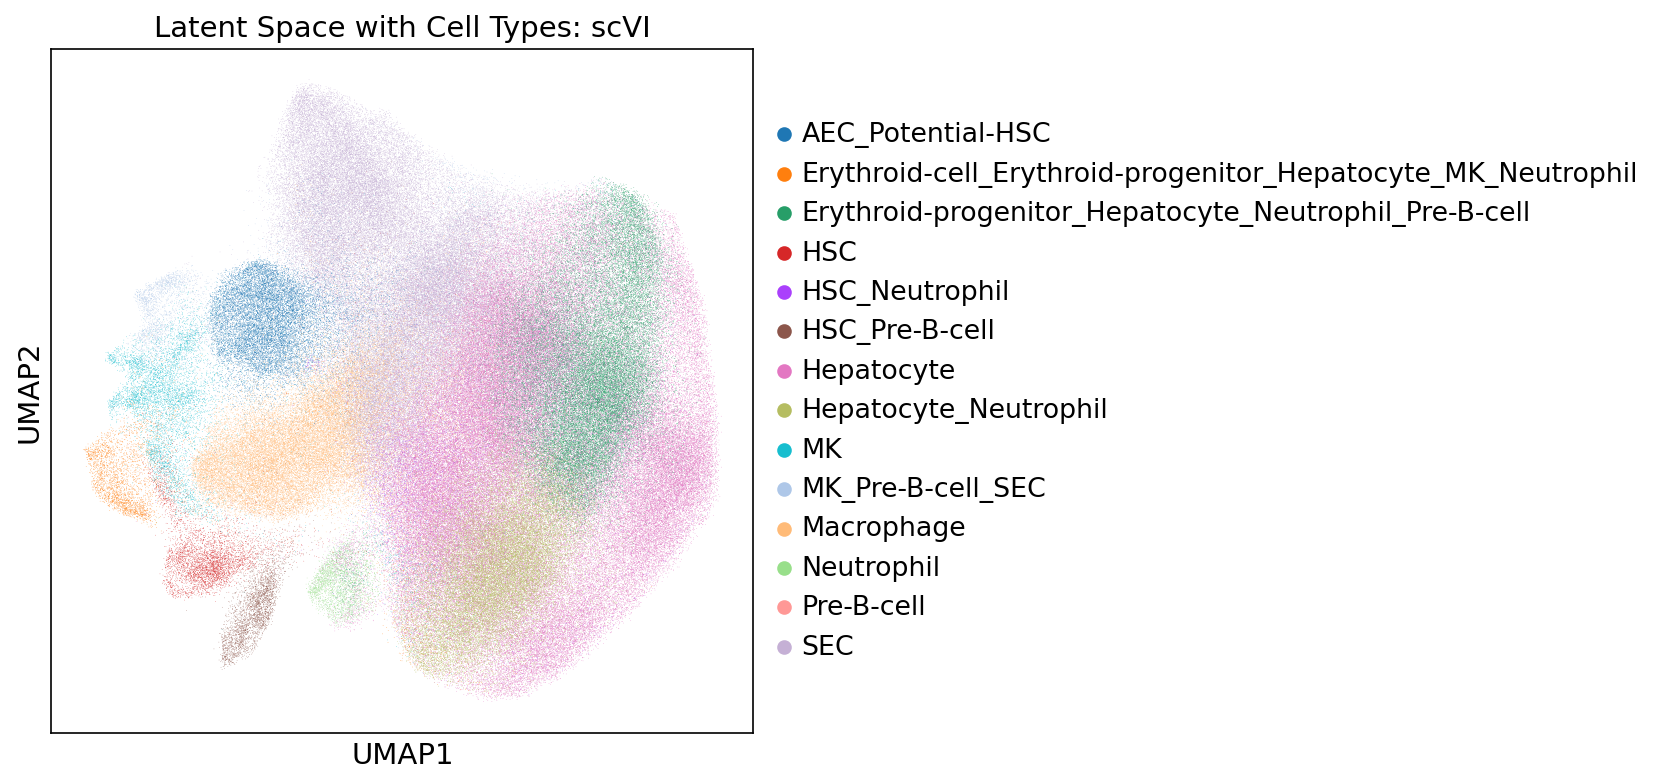 Latent Space with Cell Types: scVI
UMAP2
UMAP1
AEC_Potential-HSC
Erythroid-cell_Erythroid-progenitor_Hepatocyte_MK_Neutrophil
Erythroid-progenitor_Hepatocyte_Neutrophil_Pre-B-cell
HSC
HSC_Neutrophil
HSC_Pre-B-cell
Hepatocyte
Hepatocyte_Neutrophil
MK
MK_Pre-B-cell_SEC
Macrophage
Neutrophil
Pre-B-cell
SEC